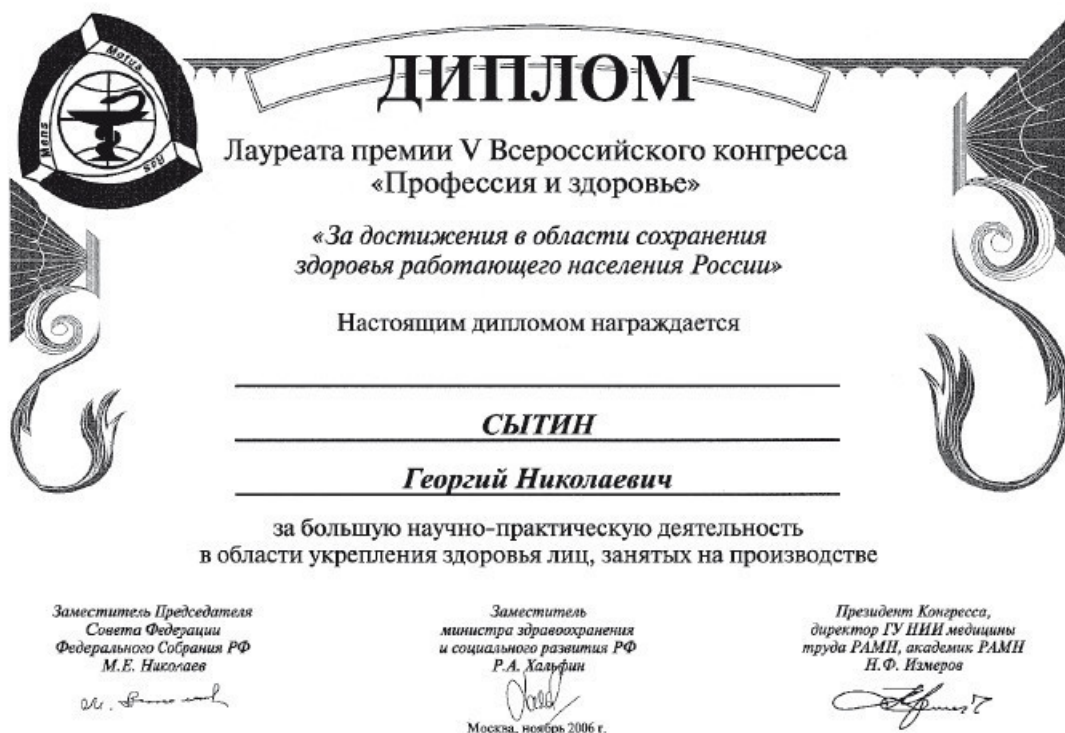 ДИПЛОМ
Mens
Motus
Spu
Лауреата премии V Всероссийского конгресса
«Профессия и здоровье»
«За достижения в области сохранения
здоровья работающего населения России»
Настоящим дипломом награждается
СЫТИН
Георгий Николаевич
за большую научно-практическую деятельность
в области укрепления здоровья лиц, занятых на производстве
Заместитель Председателя
Совета Федерации
Федерального Собрания РФ
М.Е. Николаев
Заместитель
министра здравоохранения
и социального развития РФ
Р.А. Хальфин
Москва, ноябрь 2006 г.
Президент Конгресса,
директор ГУ НИИ медицины
труда РАМН, академик РАМН
Н.Ф. Измеров